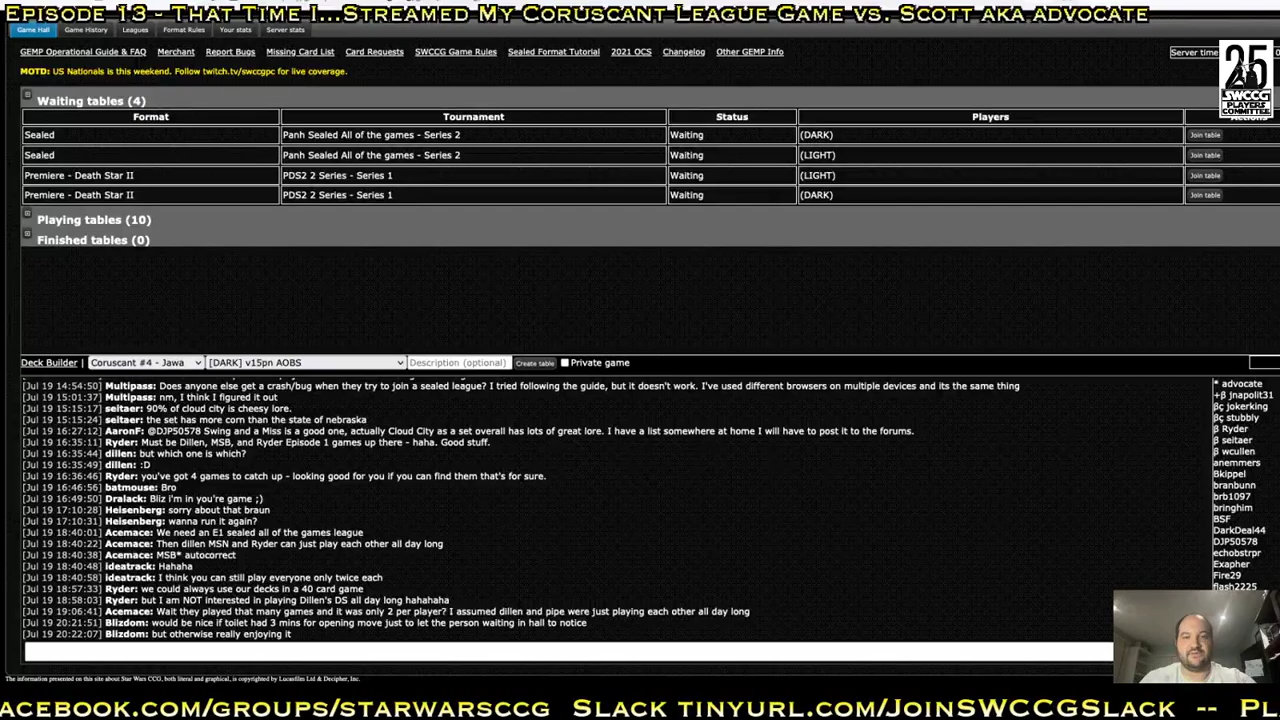 Episode 13 - That Time I...Streamed My Coruscant League Game vs. Scott aka advocate
Game Hall Game History Leagues Format Rules Your stats Server stats
GEMP Operational Guide & FAQ Merchant Report Bugs Missing Card List Card Requests SWCCG Game Rules Sealed Format Tutorial 2021 OCS Changelog Other GEMP Info Server time
MOTD: US Nationals is this weekend. Follow twitch.tv/swccgpc for live coverage.
25
SWCCG
PLAYERS
COMMITTEE
Waiting tables (4)
Format Tournament Status Players Actions
Sealed Panh Sealed All of the games - Series 2 Waiting (DARK) Join table
Sealed Panh Sealed All of the games - Series 2 Waiting (LIGHT) Join table
Premiere - Death Star II PDS2 2 Series - Series 1 Waiting (LIGHT) Join table
Premiere - Death Star II PDS2 2 Series - Series 1 Waiting (DARK) Join table
Playing tables (10)
Finished tables (0)
Deck Builder | Coruscant #4 - Jawa [DARK] v15pn AOBS Description (optional) Create table Private game
[Jul 19 14:54:50] Multipass: Does anyone else get a crash/bug when they try to join a sealed league? I tried following the guide, but it doesn't work. I've used different browsers on multiple devices and its the same thing
[Jul 19 15:01:37] Multipass: nm, I think I figured it out
[Jul 19 15:15:17] seitaer: 90% of cloud city is cheesy lore.
[Jul 19 15:15:24] seitaer: the set has more corn than the state of nebraska
[Jul 19 16:27:12] AaronF: @DJP50578 Swing and a Miss is a good one, actually Cloud City as a set overall has lots of great lore. I have a list somewhere at home I will have to post it to the forums.
[Jul 19 16:35:11] Ryder: Must be Dillen, MSB, and Ryder Episode 1 games up there - haha. Good stuff.
[Jul 19 16:35:44] dillen: but which one is which?
[Jul 19 16:35:49] dillen: :D
[Jul 19 16:36:46] Ryder: you've got 4 games to catch up - looking good for you if you can find them that's for sure.
[Jul 19 16:46:56] batmouse: Bro
[Jul 19 16:49:50] Dralack: Bliz i'm in you're game ;)
[Jul 19 17:10:28] Heisenberg: sorry about that braun
[Jul 19 17:10:31] Heisenberg: wanna run it again?
[Jul 19 18:40:01] Acemace: We need an E1 sealed all of the games league
[Jul 19 18:40:22] Acemace: Then dillen MSN and Ryder can just play each other all day long
[Jul 19 18:40:38] Acemace: MSB* autocorrect
[Jul 19 18:40:48] ideatrack: Hahaha
[Jul 19 18:40:58] ideatrack: I think you can still play everyone only twice each
[Jul 19 18:57:33] Ryder: we could always use our decks in a 40 card game
[Jul 19 18:58:03] Ryder: but I am NOT interested in playing Dillen's DS all day long hahahaha
[Jul 19 19:06:41] Acemace: Wait they played that many games and it was only 2 per player? I assumed dillen and pipe were just playing each other all day long
[Jul 19 20:21:51] Blizdom: would be nice if toilet had 3 mins for opening move just to let the person waiting in hall to notice
[Jul 19 20:22:07] Blizdom: but otherwise really enjoying it
* advocate
+β jnapolit31
βç jokerking
βç stubbly
β Ryder
β seitaer
β wcullen
anemmers
Bkippel
branbunn
brb1097
bringhim
BSF
DarkDeal44
DJP50578
echobstrpr
Exapher
Fire29
flash2225
The information presented on this site about Star Wars CCG, both literal and graphical, is copyrighted by Lucasfilm Ltd & Decipher, Inc.
acebook.com/groups/starwarsccg Slack tinyurl.com/JoinSWCCGSlack -- Pl